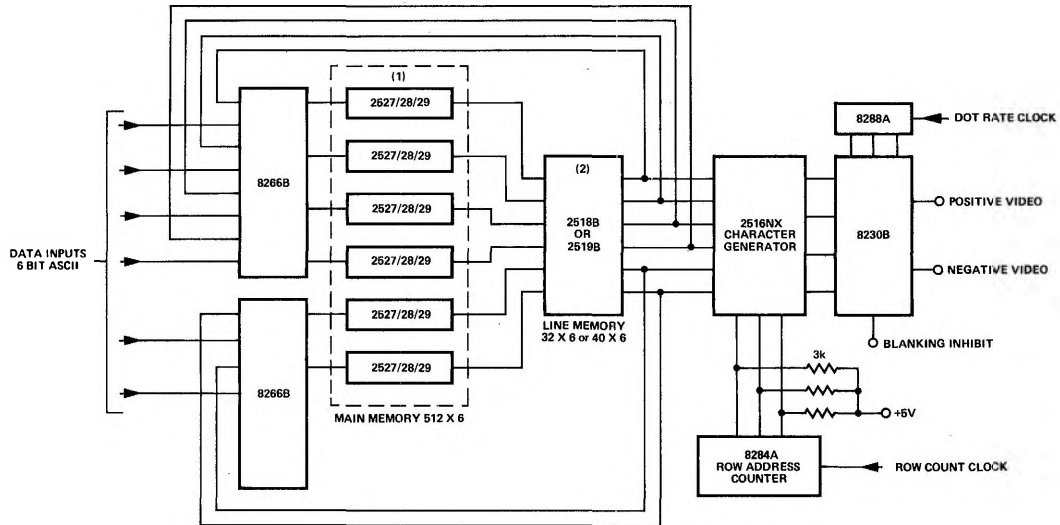 (1)
2627/28/29
8266B
2527/28/29
2527/28/29
2527/28/29
2527/28/29
2527/28/29
DATA INPUTS
6 BIT ASCII
8266B
MAIN MEMORY 512 X 6
(2)
2518B
OR
2519B
LINE MEMORY
32 X 6 or 40 X 6
2516NX
CHARACTER
GENERATOR
8288A
DOT RATE CLOCK
8230B
POSITIVE VIDEO
NEGATIVE VIDEO
BLANKING INHIBIT
3k
+5V
8284A
ROW ADDRESS
COUNTER
ROW COUNT CLOCK